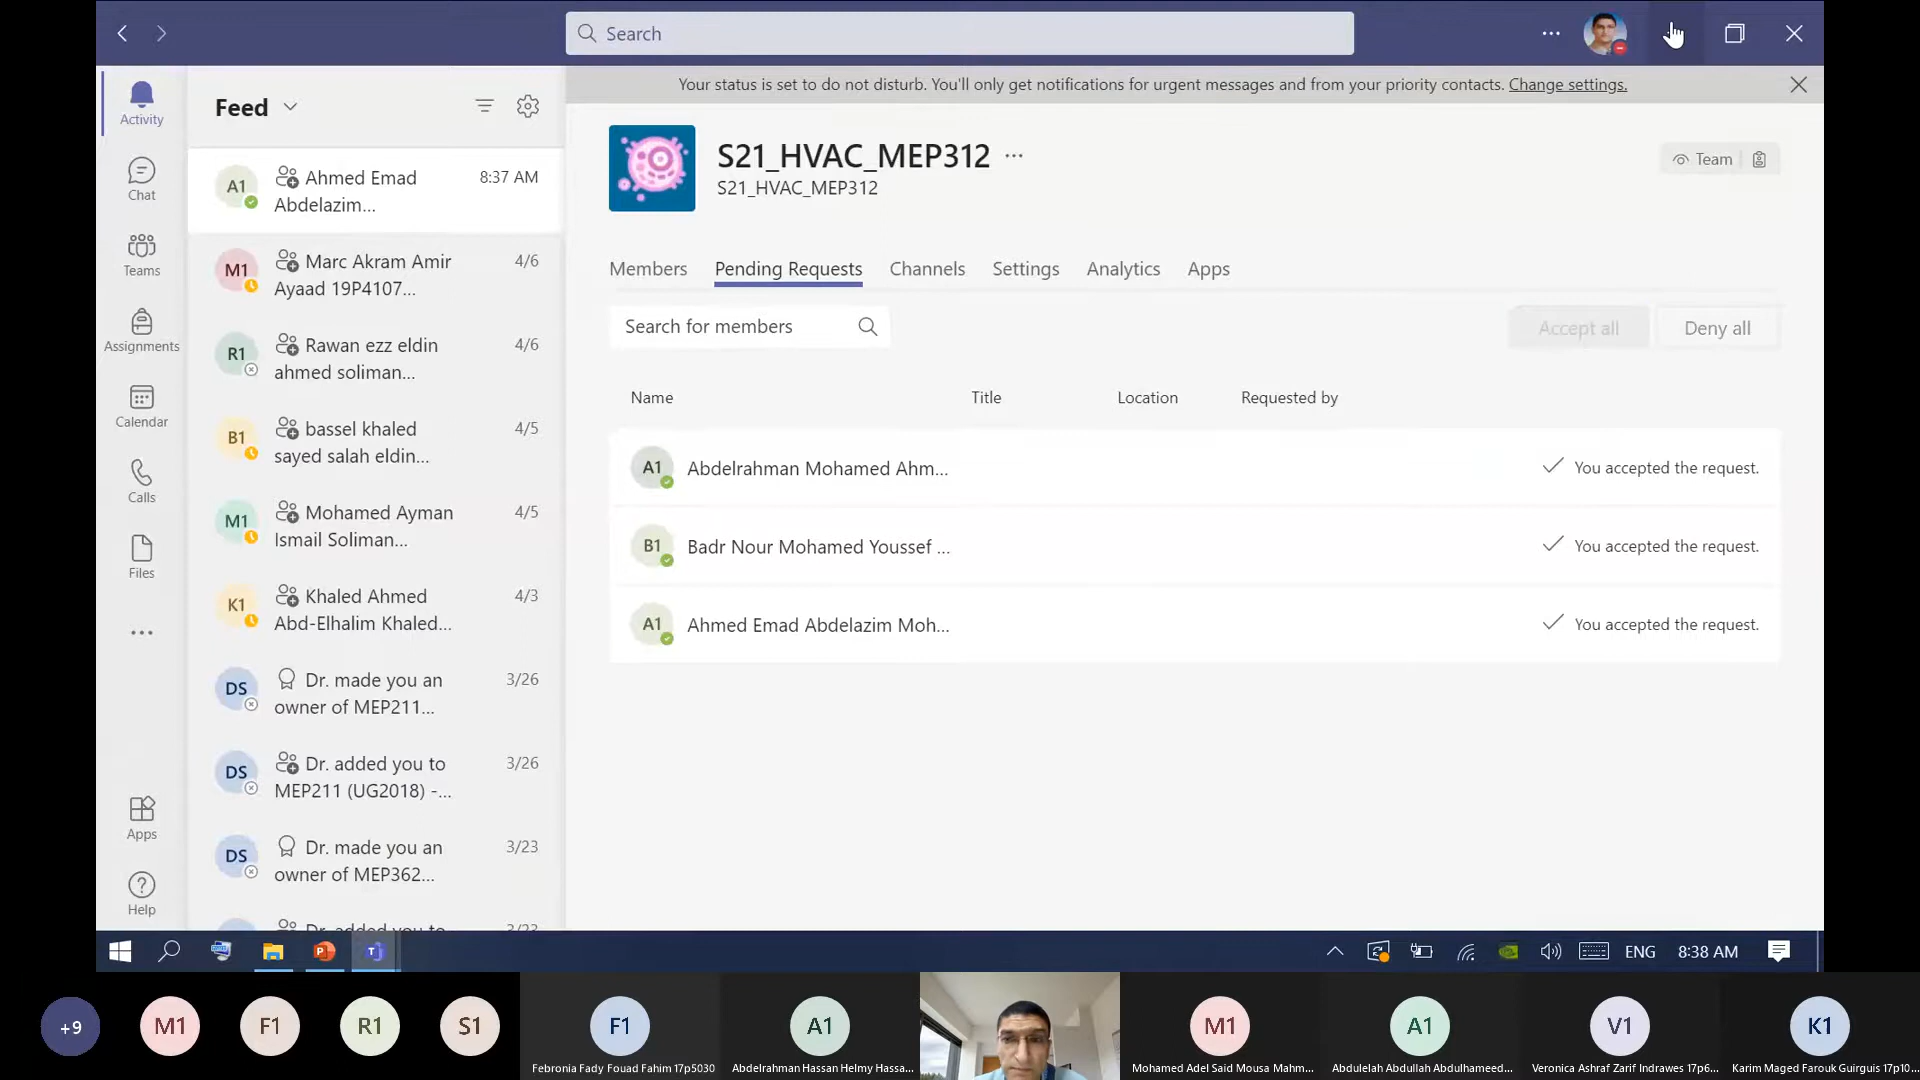 Search
Your status is set to do not disturb. You'll only get notifications for urgent messages and from your priority contacts. Change settings.
Activity
Chat
Teams
Assignments
Calendar
Calls
Files
Apps
Help
Feed
A1
Ahmed Emad
8:37 AM
Abdelazim...
M1
Marc Akram Amir
4/6
Ayaad 19P4107...
R1
Rawan ezz eldin
4/6
ahmed soliman...
B1
bassel khaled
4/5
sayed salah eldin...
M1
Mohamed Ayman
4/5
Ismail Soliman...
K1
Khaled Ahmed
4/3
Abd-Elhalim Khaled...
DS
Dr. made you an
3/26
owner of MEP211...
DS
Dr. added you to
3/26
MEP211 (UG2018) -...
DS
Dr. made you an
3/23
owner of MEP362...
Dr. added you to
3/23
S21_HVAC_MEP312
S21_HVAC_MEP312
Team
Members Pending Requests Channels Settings Analytics Apps
Search for members
Accept all
Deny all
Name Title Location Requested by
A1 Abdelrahman Mohamed Ahm... You accepted the request.
B1 Badr Nour Mohamed Youssef ... You accepted the request.
A1 Ahmed Emad Abdelazim Moh... You accepted the request.
ENG 8:38 AM
+9 M1 F1 R1 S1 F1 A1 M1 A1 V1 K1
Febronia Fady Fouad Fahim 17p5030
Abdelrahman Hassan Helmy Hassa...
Mohamed Adel Said Mousa Mahm...
Abdulelah Abdullah Abdulhameed...
Veronica Ashraf Zarif Indrawes 17p6...
Karim Maged Farouk Guirguis 17p10...